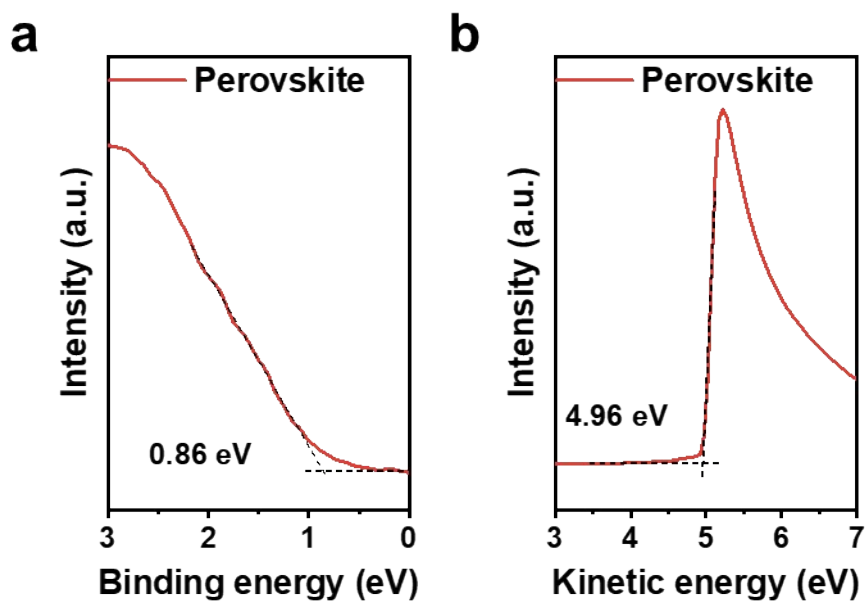 a
Perovskite
Intensity (a.u.)
0.86 eV
3 2 1 0
Binding energy (eV)
b
Perovskite
Intensity (a.u.)
4.96 eV
3 4 5 6 7
Kinetic energy (eV)